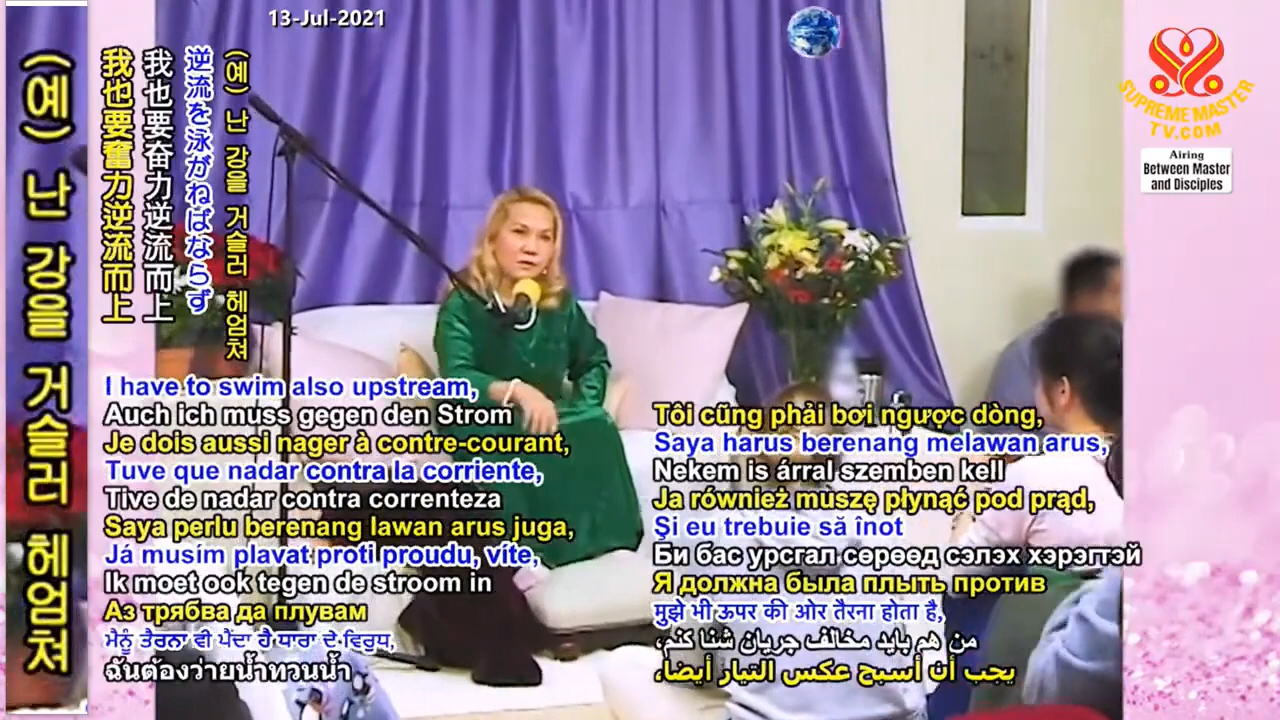 13-Jul-2021
(예) 난 강을 거슬러 헤엄쳐
我也要奮力逆流而上
我也要奋力逆流而上
逆流を泳がねばならず
(예) 난 강을 거슬러 헤엄쳐
SUPREME MASTER
TV.COM
Airing
Between Master
and Disciples
I have to swim also upstream,
Auch ich muss gegen den Strom
Je dois aussi nager à contre-courant,
Tuve que nadar contra la corriente,
Tive de nadar contra correnteza
Saya perlu berenang lawan arus juga,
Já musím plavat proti proudu, víte,
Ik moet ook tegen de stroom in
Аз трябва да плувам
ਮੈਨੂੰ ਤੈਰਨਾ ਵੀ ਪੈਂਦਾ ਹੈ ਧਾਰਾ ਦੇ ਵਿਰੁਧ,
ฉันต้องว่ายน้ำทวนน้ำ
Tôi cũng phải bơi ngược dòng,
Saya harus berenang melawan arus,
Nekem is árral szemben kell
Ja również muszę płynąć pod prąd,
Şi eu trebuie să înot
Би бас урсгал сөрөөд сэлэх хэрэгтэй
Я должна была плыть против
मुझे भी ऊपर की ओर तैरना होता है,
من هم باید مخالف جریان شنا کنم،
يجب أن أسبح عكس التيار أيضا،